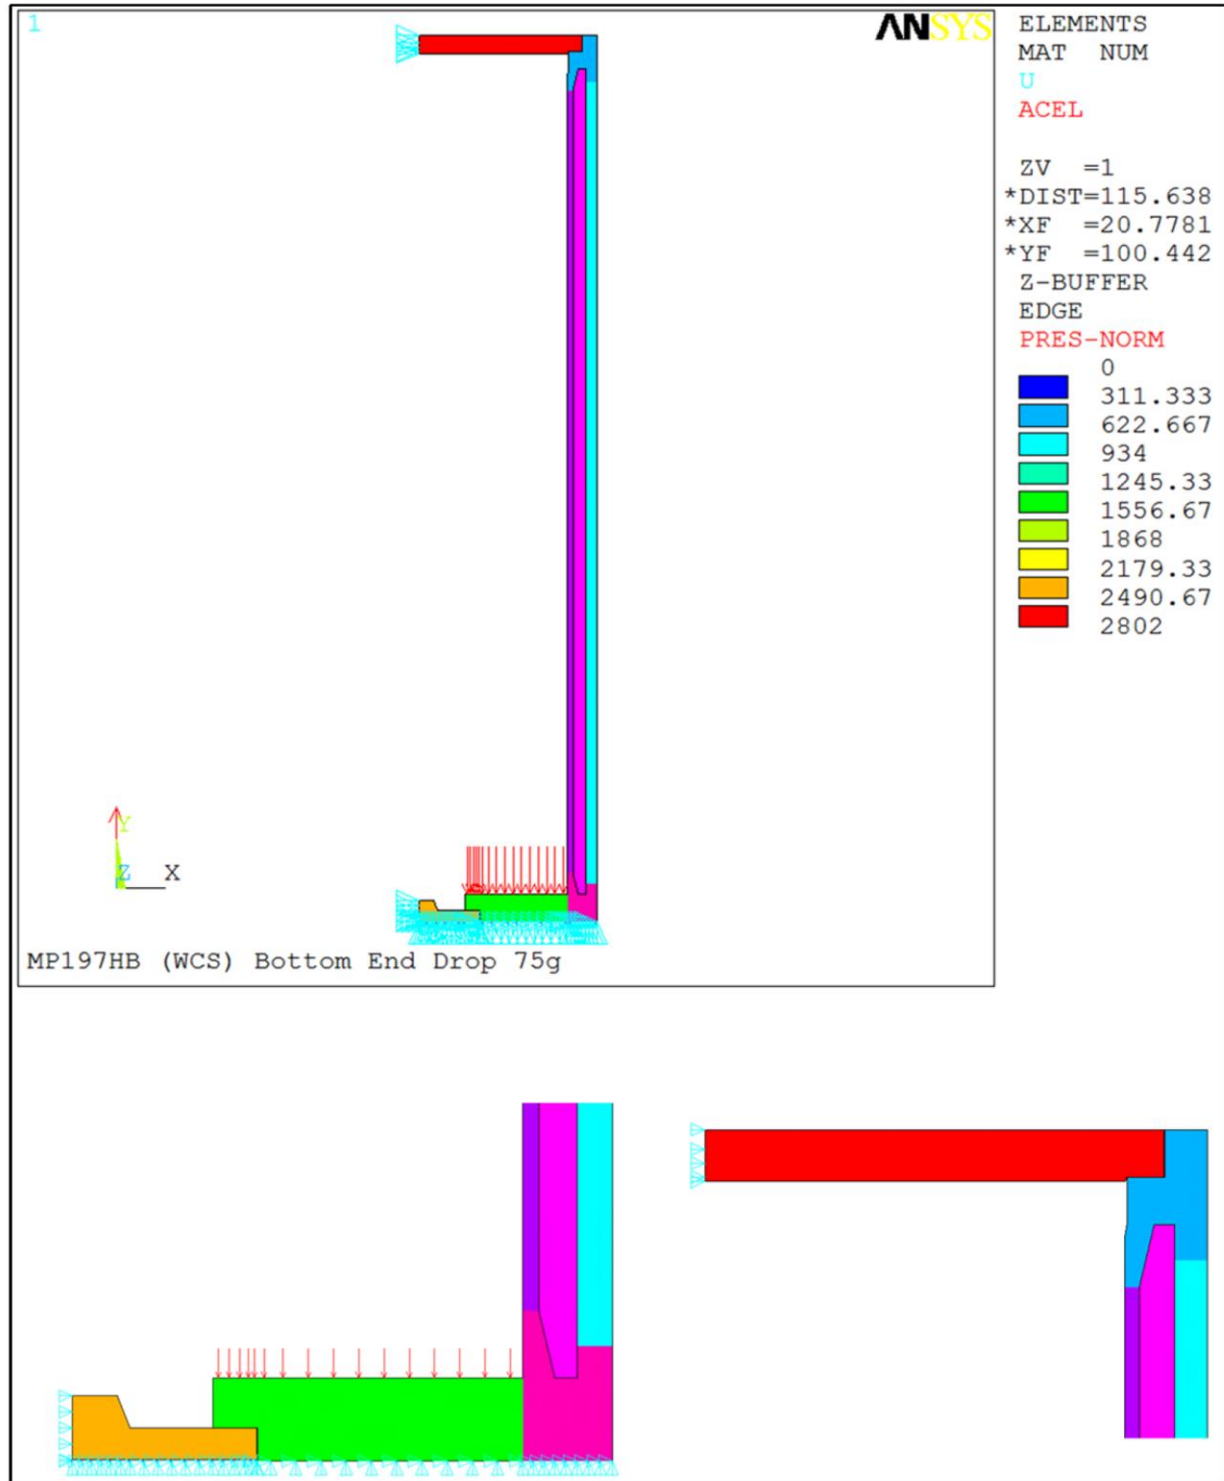 1
ANSYS
ELEMENTS
MAT NUM
U
ACEL
ZV =1
*DIST=115.638
*XF =20.7781
*YF =100.442
Z-BUFFER
EDGE
PRES-NORM
0
311.333
622.667
934
1245.33
1556.67
1868
2179.33
2490.67
2802
Y
Z X
MP197HB (WCS) Bottom End Drop 75g